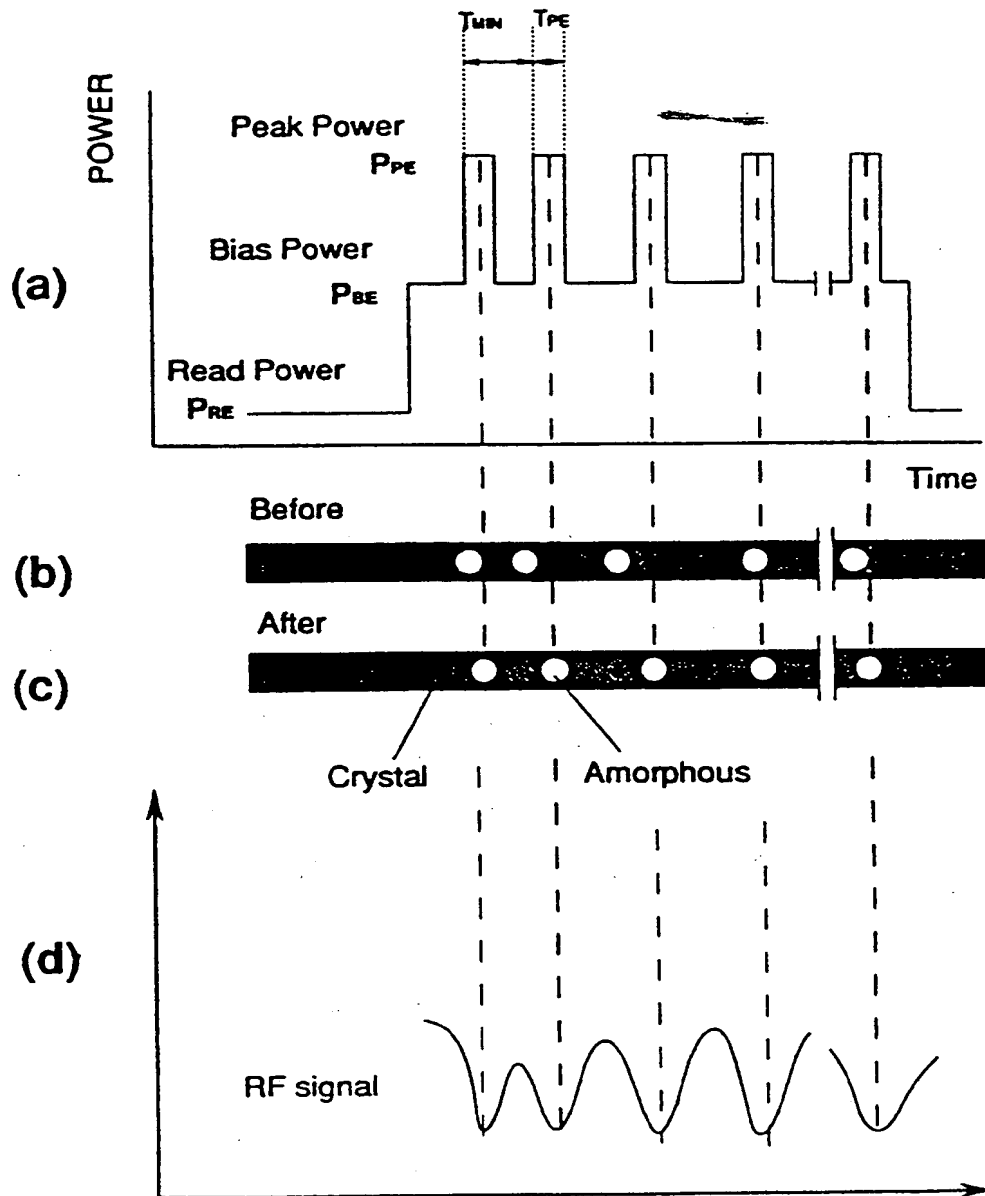 TMIN TPE
POWER
Peak Power
PPE
Bias Power
(a)
PBE
Read Power
PRE
Time
Before
(b)
After
(c)
Crystal Amorphous
(d)
RF signal